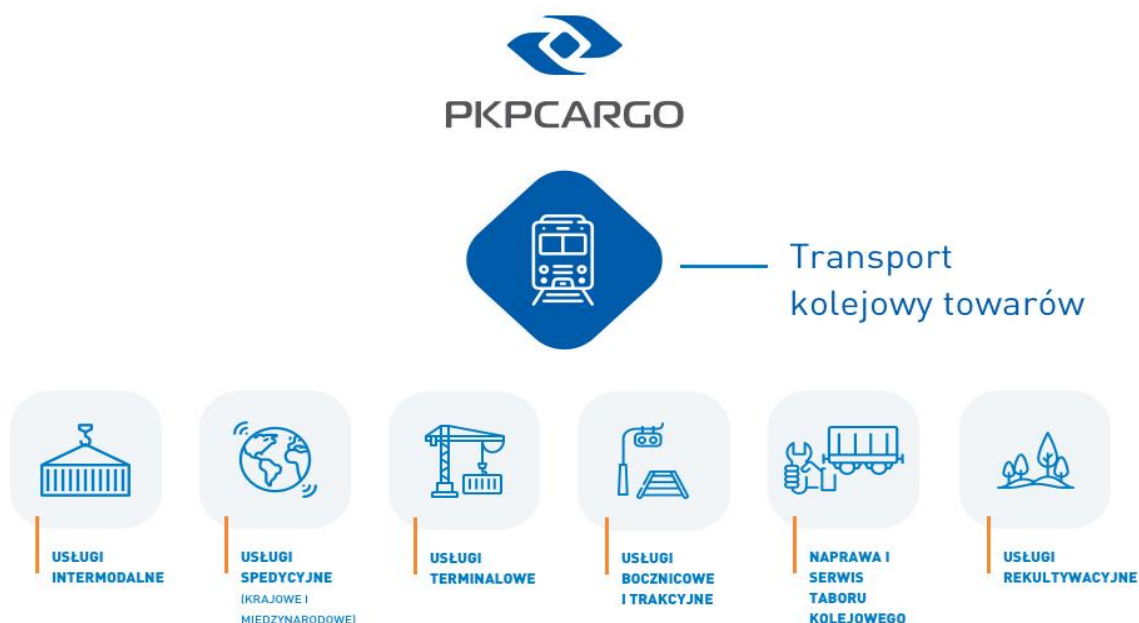 PKPCARGO
Transport
kolejowy towarów
USŁUGI
INTERMODALNE
USŁUGI
SPEDYCYJNE
(KRAJOWE I
MIĘDZYNARODOWE)
USŁUGI
TERMINALOWE
USŁUGI
BOCZNICOWE
I TRAKCYJNE
NAPRAWA I
SERWIS
TABORU
KOLEJOWEGO
USŁUGI
REKULTYWACYJNE